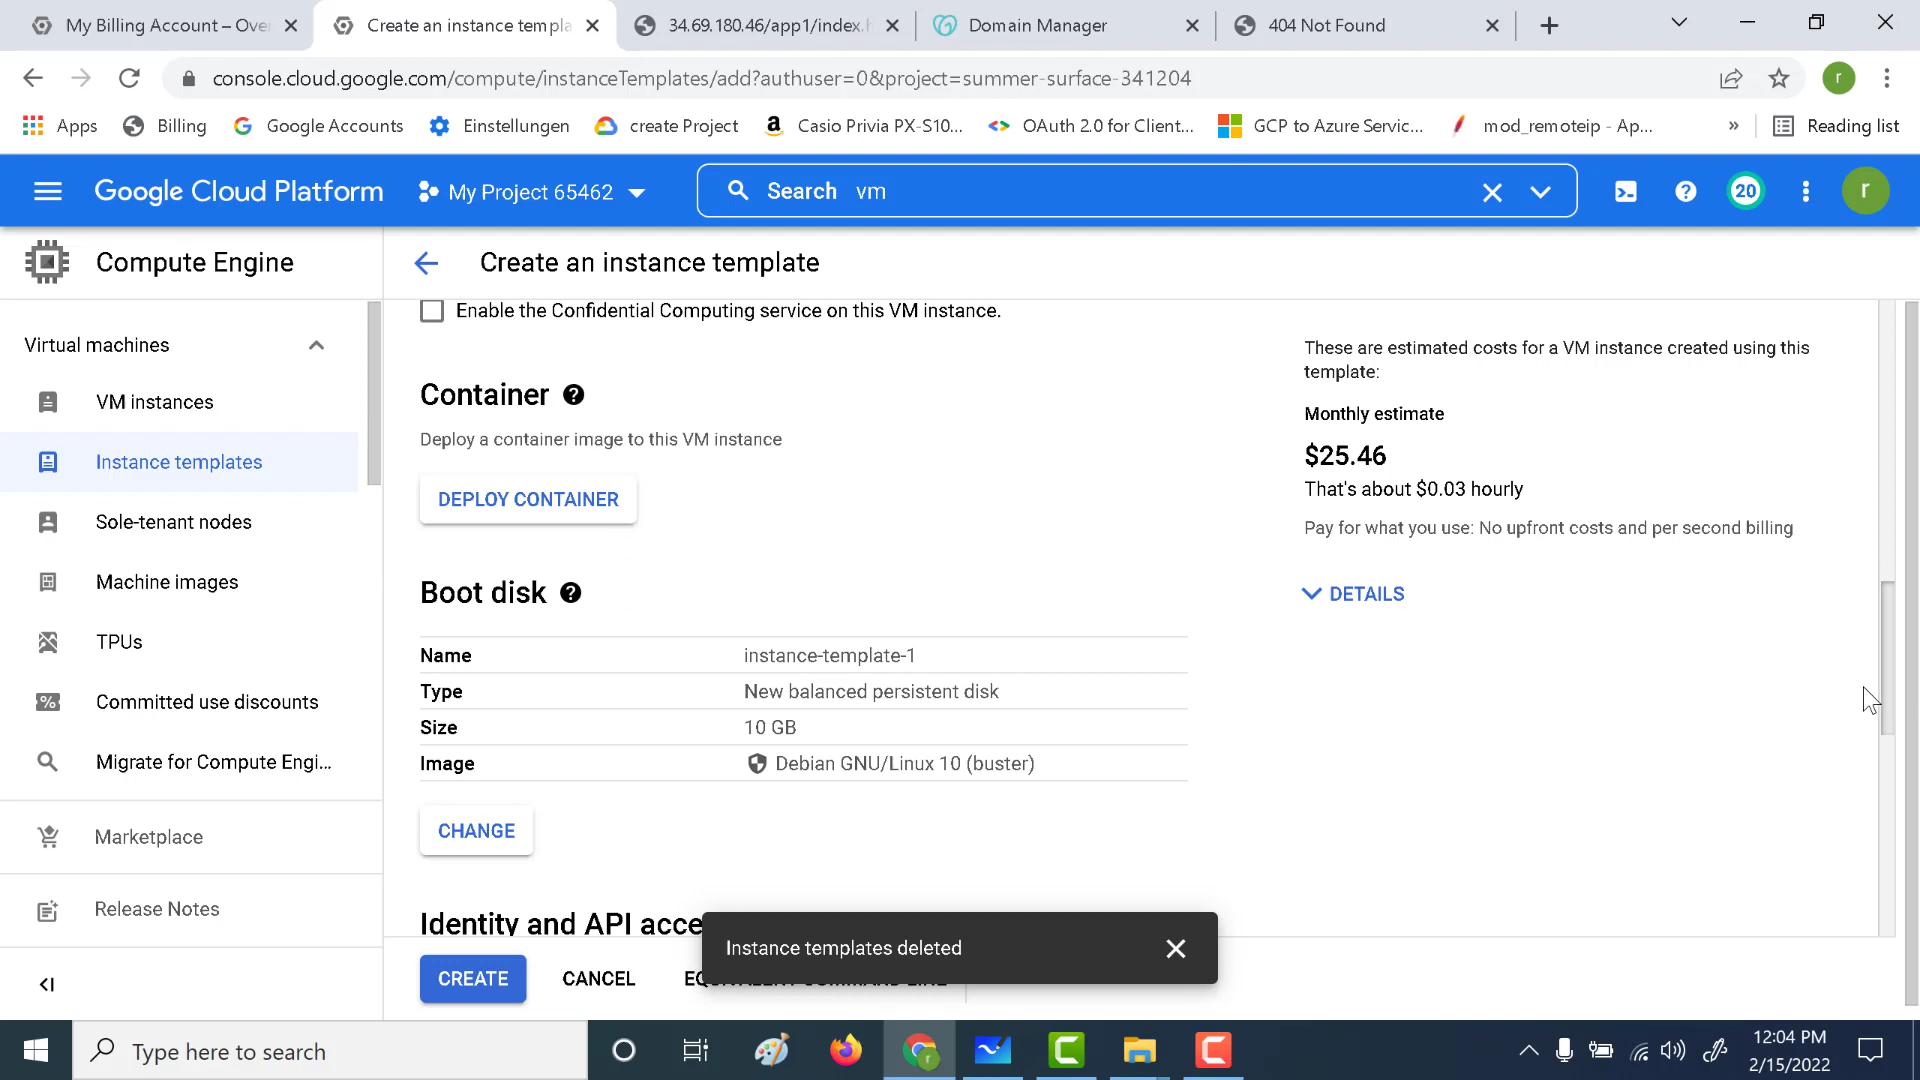 My Billing Account – Over
Create an instance templa
34.69.180.46/app1/index.h
Domain Manager
404 Not Found
console.cloud.google.com/compute/instanceTemplates/add?authuser=0&project=summer-surface-341204
r
Apps
Billing
Google Accounts
Einstellungen
create Project
Casio Privia PX-S10...
OAuth 2.0 for Client...
GCP to Azure Servic...
mod_remoteip - Ap...
»
Reading list
Google Cloud Platform
My Project 65462
Search vm
20
r
Compute Engine
Create an instance template
Virtual machines
VM instances
Instance templates
Sole-tenant nodes
Machine images
TPUs
Committed use discounts
Migrate for Compute Engi...
Marketplace
Release Notes
Enable the Confidential Computing service on this VM instance.
Container
Deploy a container image to this VM instance
DEPLOY CONTAINER
Boot disk
Name instance-template-1
Type New balanced persistent disk
Size 10 GB
Image Debian GNU/Linux 10 (buster)
CHANGE
Identity and API acce
CREATE
CANCEL
Instance templates deleted
These are estimated costs for a VM instance created using this
template:
Monthly estimate
$25.46
That's about $0.03 hourly
Pay for what you use: No upfront costs and per second billing
DETAILS
Type here to search
12:04 PM
2/15/2022